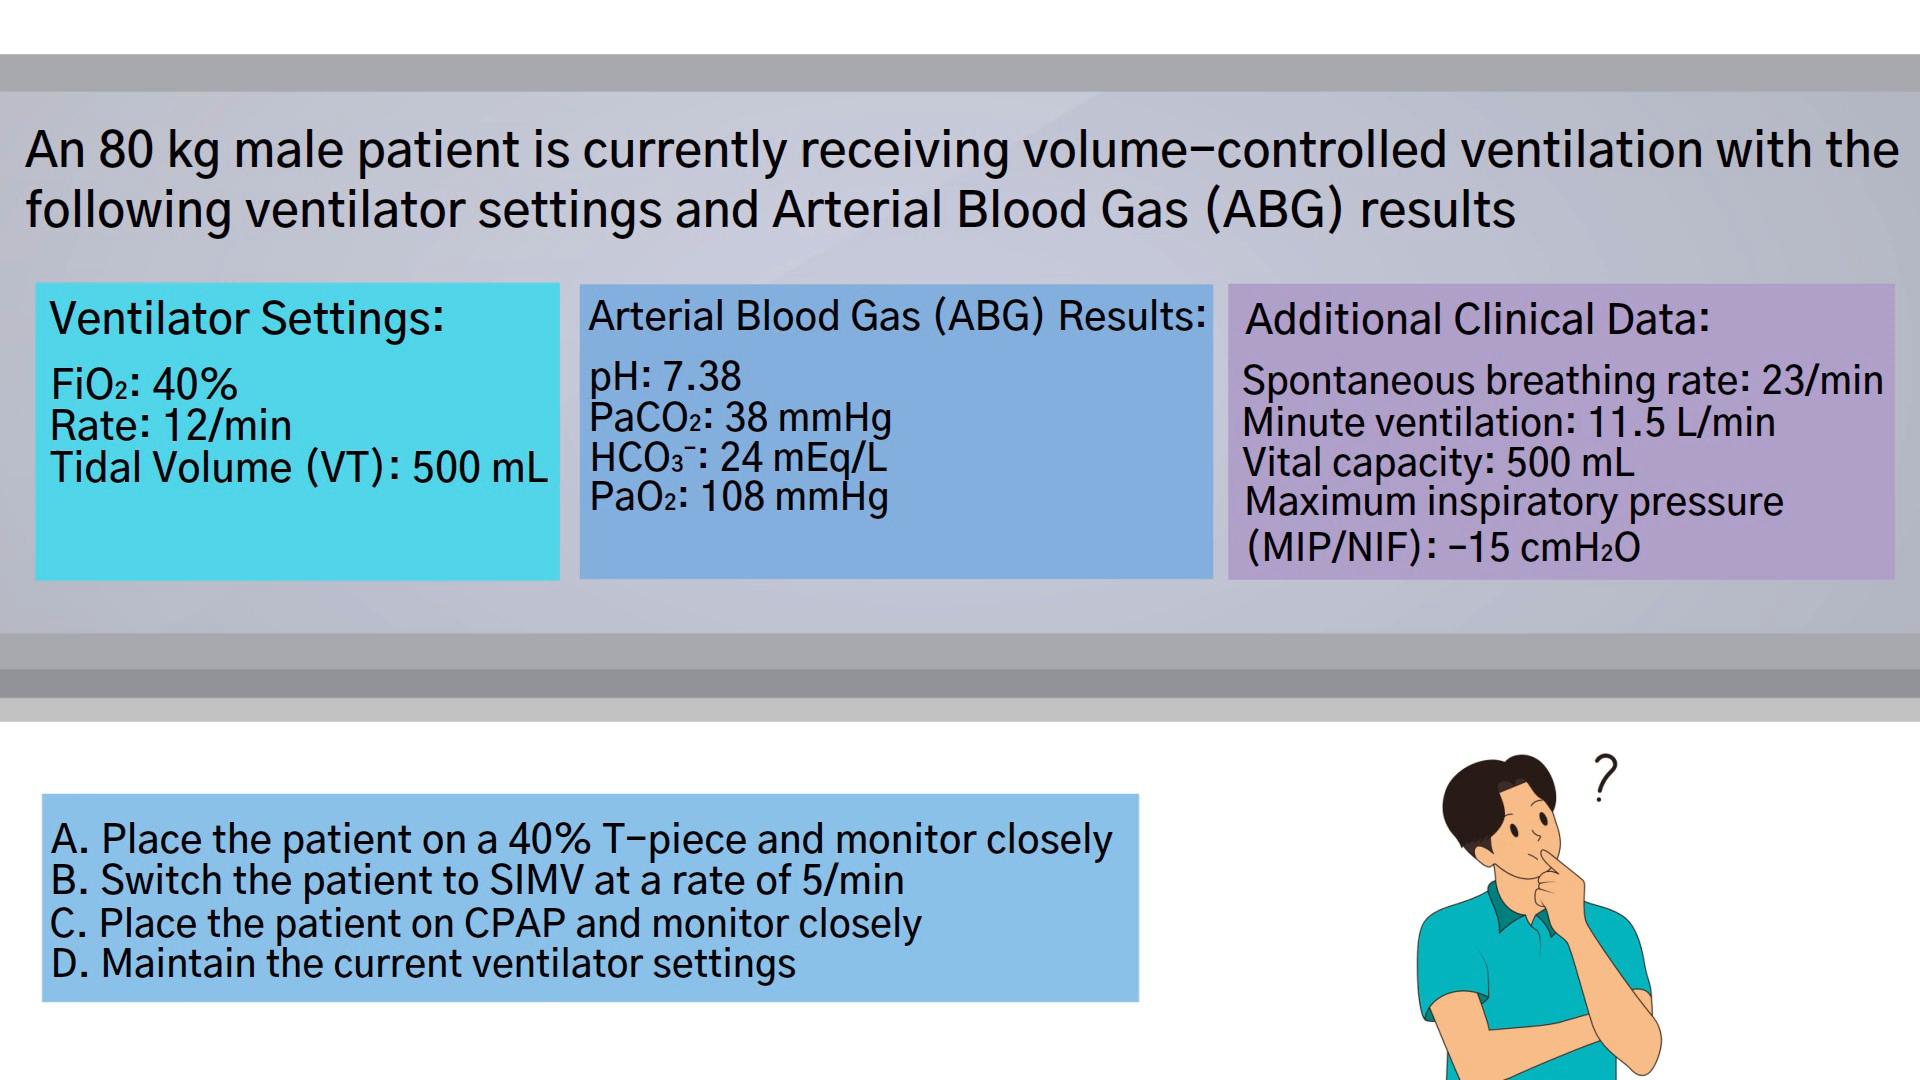 An 80 kg male patient is currently receiving volume-controlled ventilation with the
following ventilator settings and Arterial Blood Gas (ABG) results
Ventilator Settings:
FiO₂: 40%
Rate: 12/min
Tidal Volume (VT): 500 mL
Arterial Blood Gas (ABG) Results:
pH: 7.38
PaCO₂: 38 mmHg
HCO₃⁻: 24 mEq/L
PaO₂: 108 mmHg
Additional Clinical Data:
Spontaneous breathing rate: 23/min
Minute ventilation: 11.5 L/min
Vital capacity: 500 mL
Maximum inspiratory pressure
(MIP/NIF): -15 cmH₂O
A. Place the patient on a 40% T-piece and monitor closely
B. Switch the patient to SIMV at a rate of 5/min
C. Place the patient on CPAP and monitor closely
D. Maintain the current ventilator settings
?